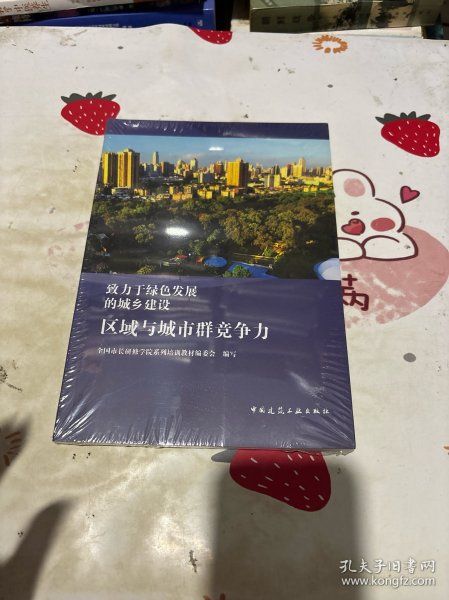 致力于绿色发展
的城乡建设
区域与城市群竞争力
全国市长研修学院系列培训教材编委会 编写
中国建筑工业出版社
满
孔夫子旧书网
www.kongfz.com